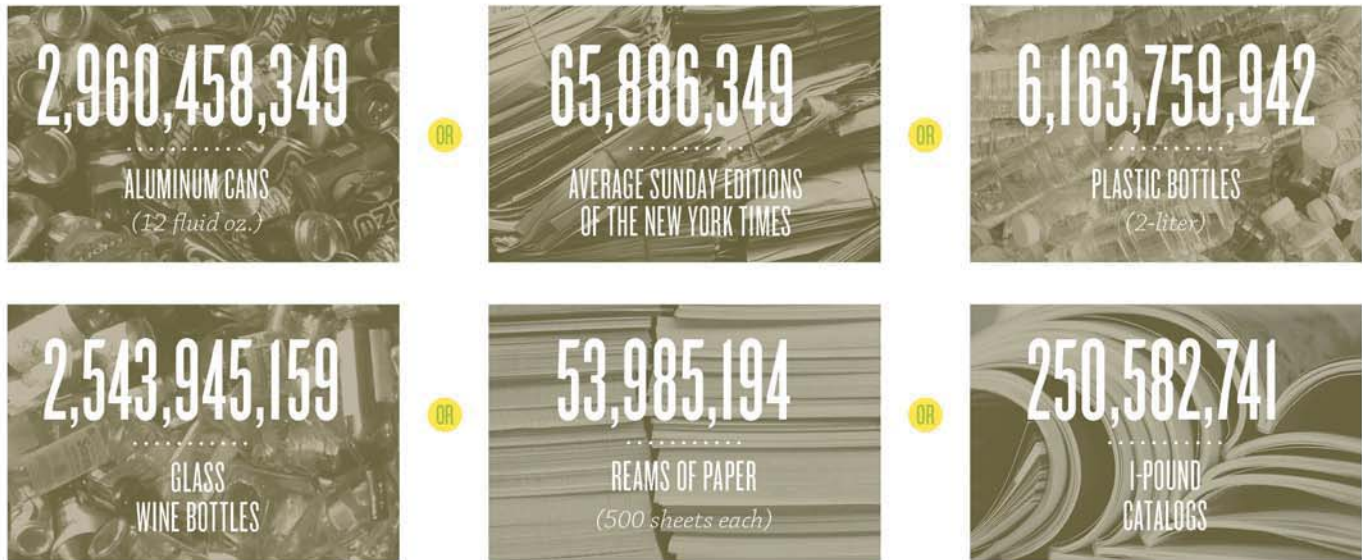 2,960,458,349
ALUMINUM CANS
(12 fluid oz.)
OR
65,886,349
AVERAGE SUNDAY EDITIONS
OF THE NEW YORK TIMES
OR
6,163,759,942
PLASTIC BOTTLES
(2-liter)
2,543,945,159
GLASS
WINE BOTTLES
OR
53,985,194
REAMS OF PAPER
(500 sheets each)
OR
250,582,741
1-POUND
CATALOGS